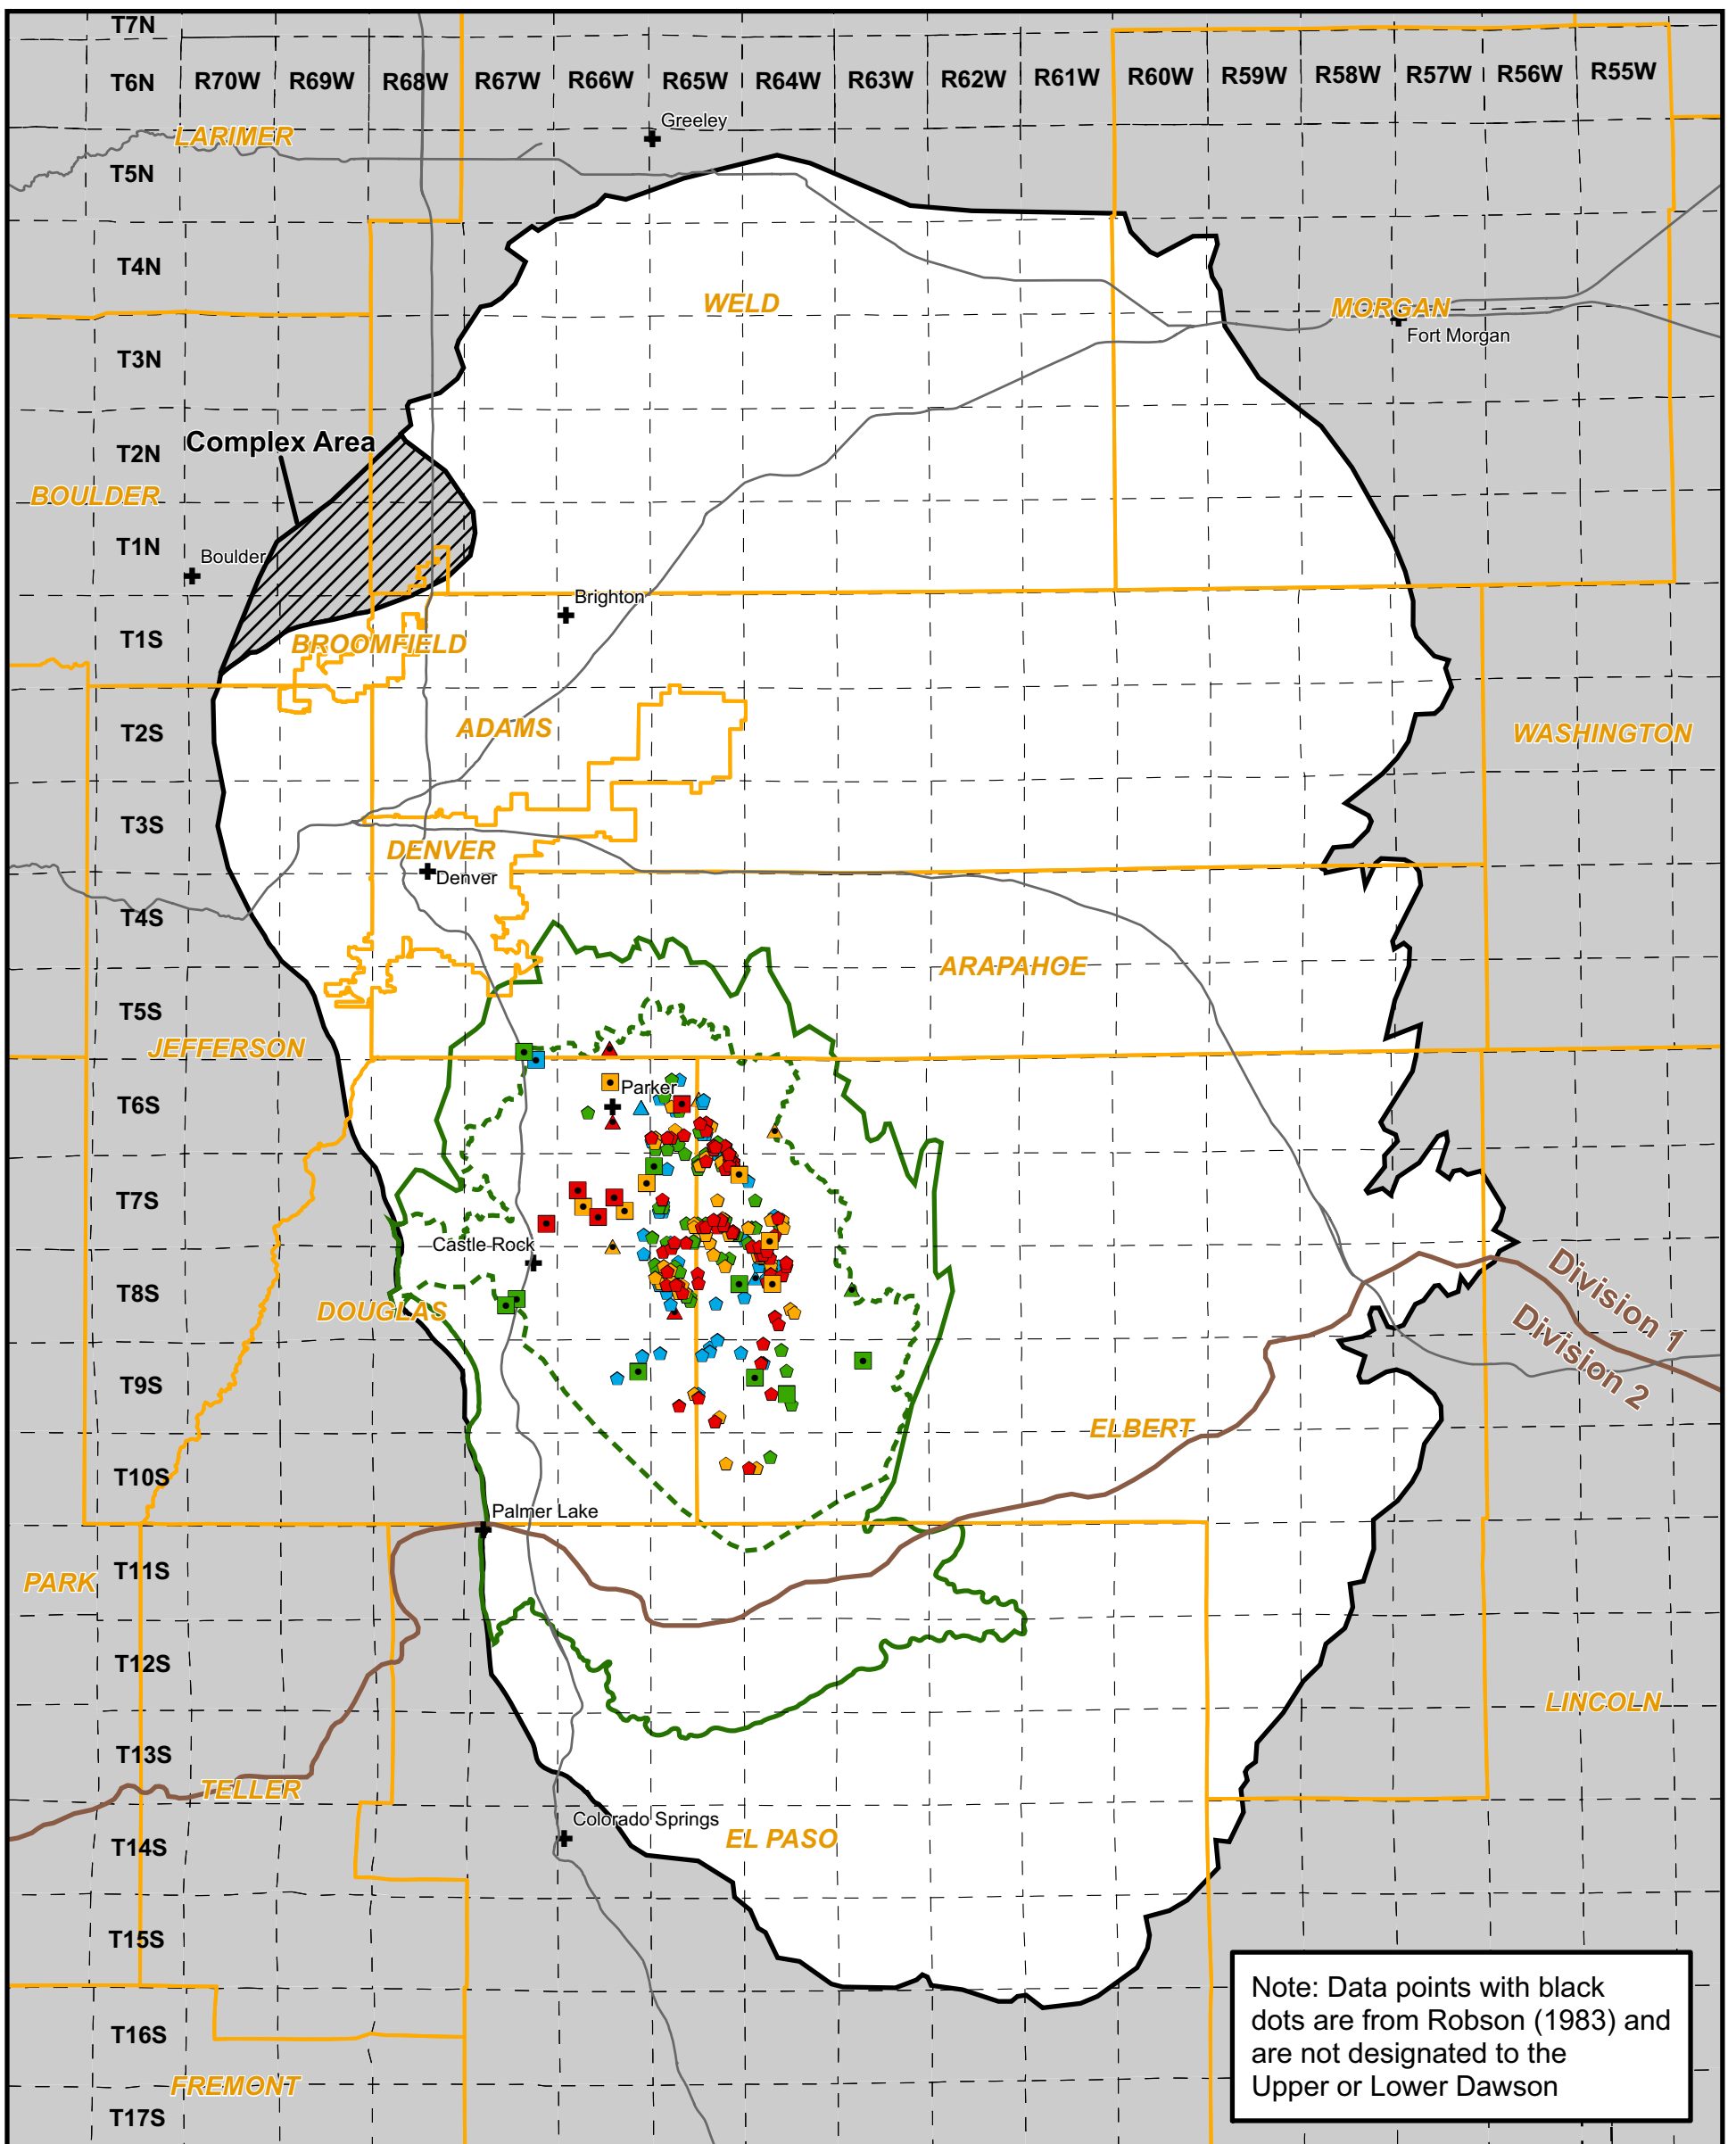 T7N
T6N
R70W
R69W
R68W
R67W
R66W
R65W
R64W
R63W
R62W
R61W
R60W
R59W
R58W
R57W
R56W
R55W
Greeley
LARIMER
T5N
T4N
WELD
MORGAN
Fort Morgan
T3N
Complex Area
T2N
BOULDER
T1N
Boulder
Brighton
T1S
BROOMFIELD
ADAMS
T2S
WASHINGTON
T3S
DENVER
Denver
T4S
ARAPAHOE
T5S
JEFFERSON
Parker
T6S
T7S
Castle Rock
T8S
DOUGLAS
Division 1
Division 2
T9S
ELBERT
T10S
Palmer Lake
T11S
PARK
T12S
LINCOLN
T13S
TELLER
Colorado Springs
EL PASO
T14S
T15S
T16S
FREMONT
T17S
Note: Data points with black
dots are from Robson (1983) and
are not designated to the
Upper or Lower Dawson